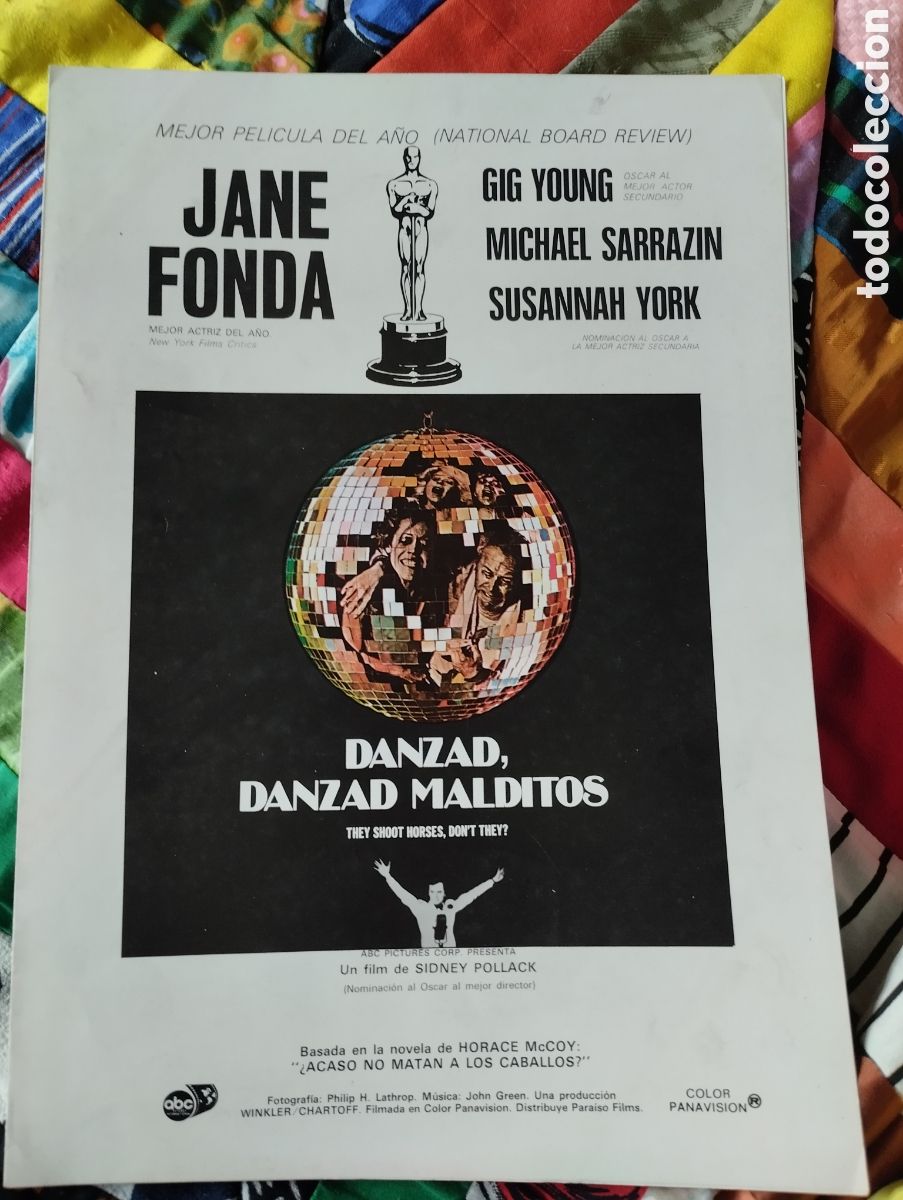 MEJOR PELICULA DEL AÑO (NATIONAL BOARD REVIEW)
JANE
FONDA
MEJOR ACTRIZ DEL AÑO.
New York Films Critics
GIG YOUNG
OSCAR AL
MEJOR ACTOR
SECUNDARIO
MICHAEL SARRAZIN
SUSANNAH YORK
NOMINACION AL OSCAR A
LA MEJOR ACTRIZ SECUNDARIA
DANZAD,
DANZAD MALDITOS
THEY SHOOT HORSES, DON'T THEY?
ABC PICTURES CORP. PRESENTA
Un film de SIDNEY POLLACK
(Nominación al Oscar al mejor director)
Basada en la novela de HORACE McCOY:
"¿ACASO NO MATAN A LOS CABALLOS?"
abc
Fotografía: Philip H. Lathrop. Música: John Green. Una producción
WINKLER/CHARTOFF. Filmada en Color Panavision. Distribuye Paraiso Films.
COLOR
PANAVISION®
todocoleccion